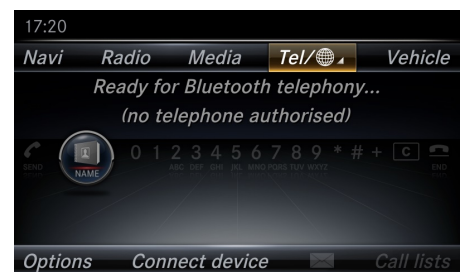 17:20
Navi Radio Media Tel/ Vehicle
Ready for Bluetooth telephony...
(no telephone authorised)
0 1 2 3 4 5 6 7 8 9 * # + C
SEND NAME ABC DEF GHI JKL MNO PQRS TUV WXYZ END
Options Connect device Call lists